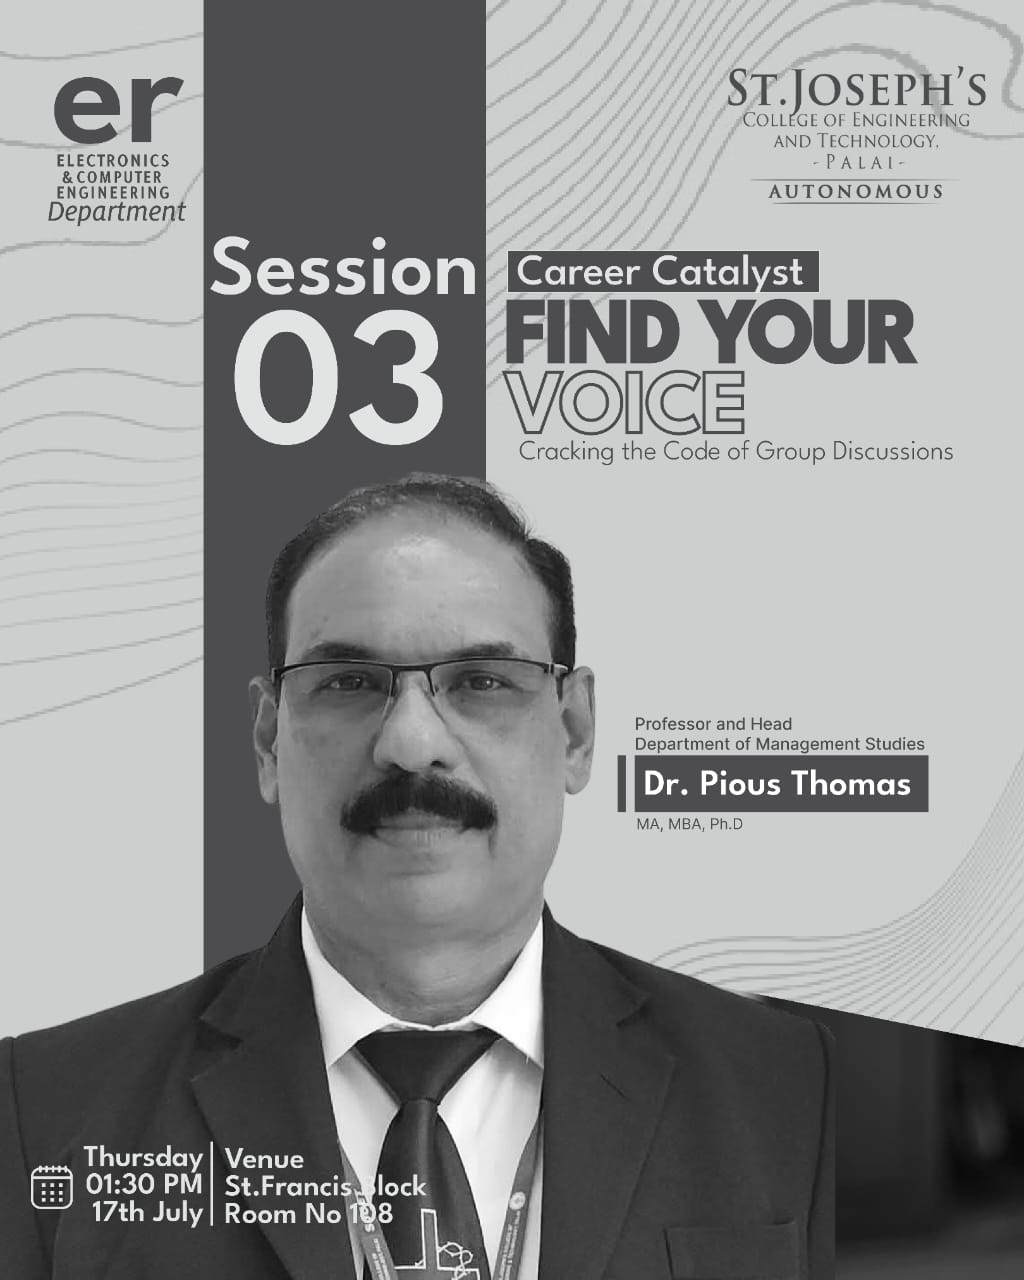 er
ELECTRONICS
& COMPUTER
ENGINEERING
Department
ST.JOSEPH'S
COLLEGE OF ENGINEERING
AND TECHNOLOGY,
- PALAI -
AUTONOMOUS
Session
03
Career Catalyst
FIND YOUR
VOICE
Cracking the Code of Group Discussions
Professor and Head
Department of Management Studies
Dr. Pious Thomas
MA, MBA, Ph.D
Thursday
01:30 PM
17th July
Venue
St.Francis Block
Room No 108